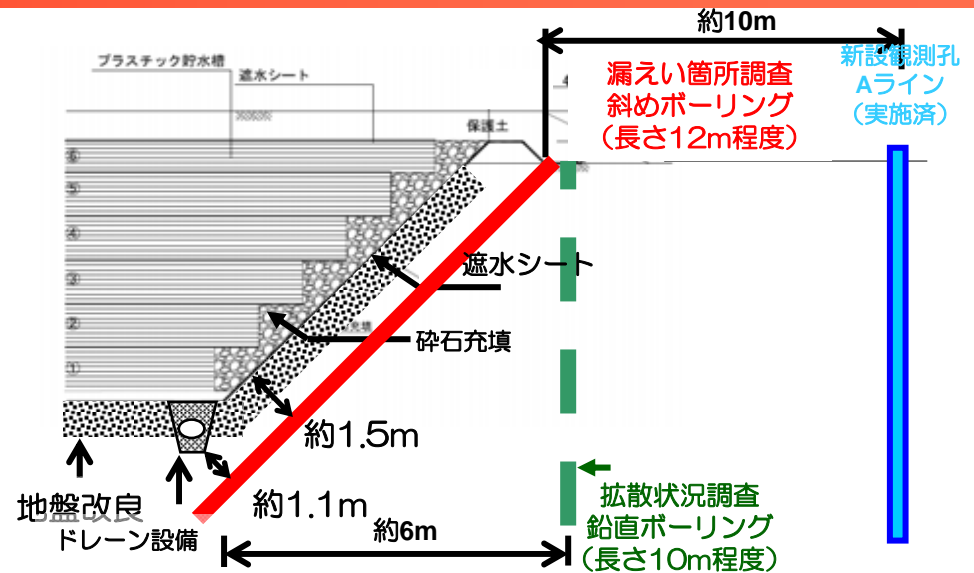 約10m
プラスチック貯水槽
遮水シート
漏えい箇所調査
斜めボーリング
（長さ12m程度）
新設観測孔
Aライン
（実施済）
保護土
⑥
⑤
④
③
②
①
遮水シート
砕石充填
約1.5m
約1.1m
地盤改良
ドレーン設備
約6m
拡散状況調査
鉛直ボーリング
（長さ10m程度）